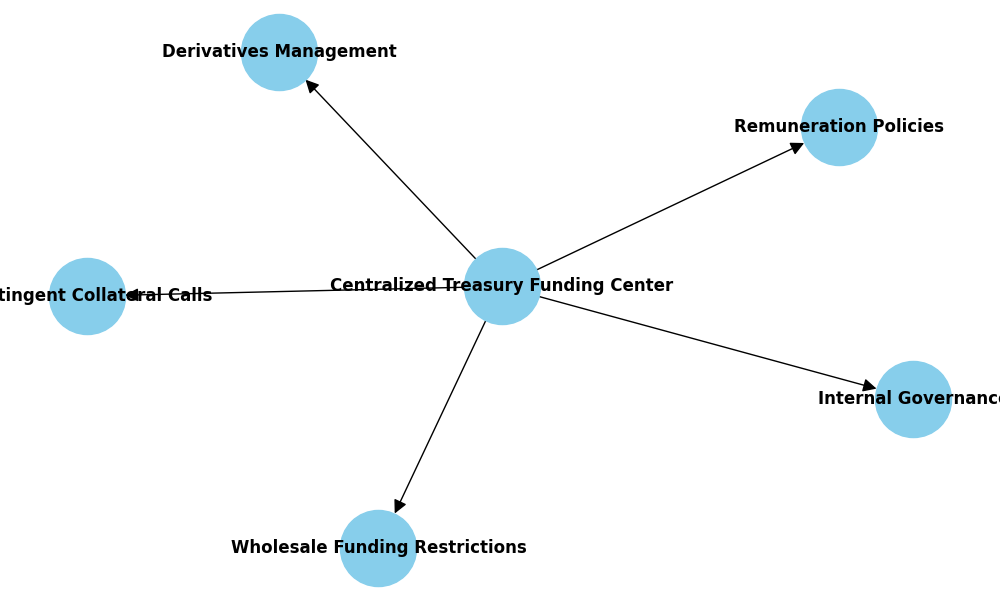 Derivatives Management
Remuneration Policies
Centralized Treasury Funding Center
tingent Collateral Calls
Internal Governance
Wholesale Funding Restrictions